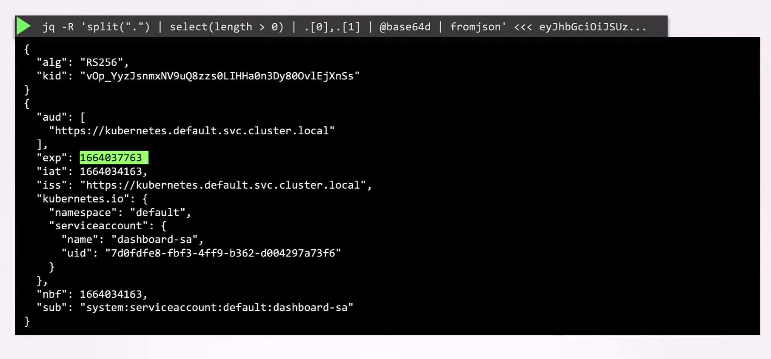 jq -R 'split(".") | select(length > 0) | .[0],.[1] | @base64d | fromjson' <<< eyJhbGciOiJSUz...
{
  "alg": "RS256",
  "kid": "vOp_YyzJsnmxNV9uQ8zzs0LIHHa0n3Dy80OvlEjXnSs"
}
{
  "aud": [
    "https://kubernetes.default.svc.cluster.local"
  ],
  "exp": 1664037763
  "iat": 1664034163,
  "iss": "https://kubernetes.default.svc.cluster.local",
  "kubernetes.io": {
    "namespace": "default",
    "serviceaccount": {
      "name": "dashboard-sa",
      "uid": "7d0fdfe8-fbf3-4ff9-b362-d004297a73f6"
    }
  },
  "nbf": 1664034163,
  "sub": "system:serviceaccount:default:dashboard-sa"
}